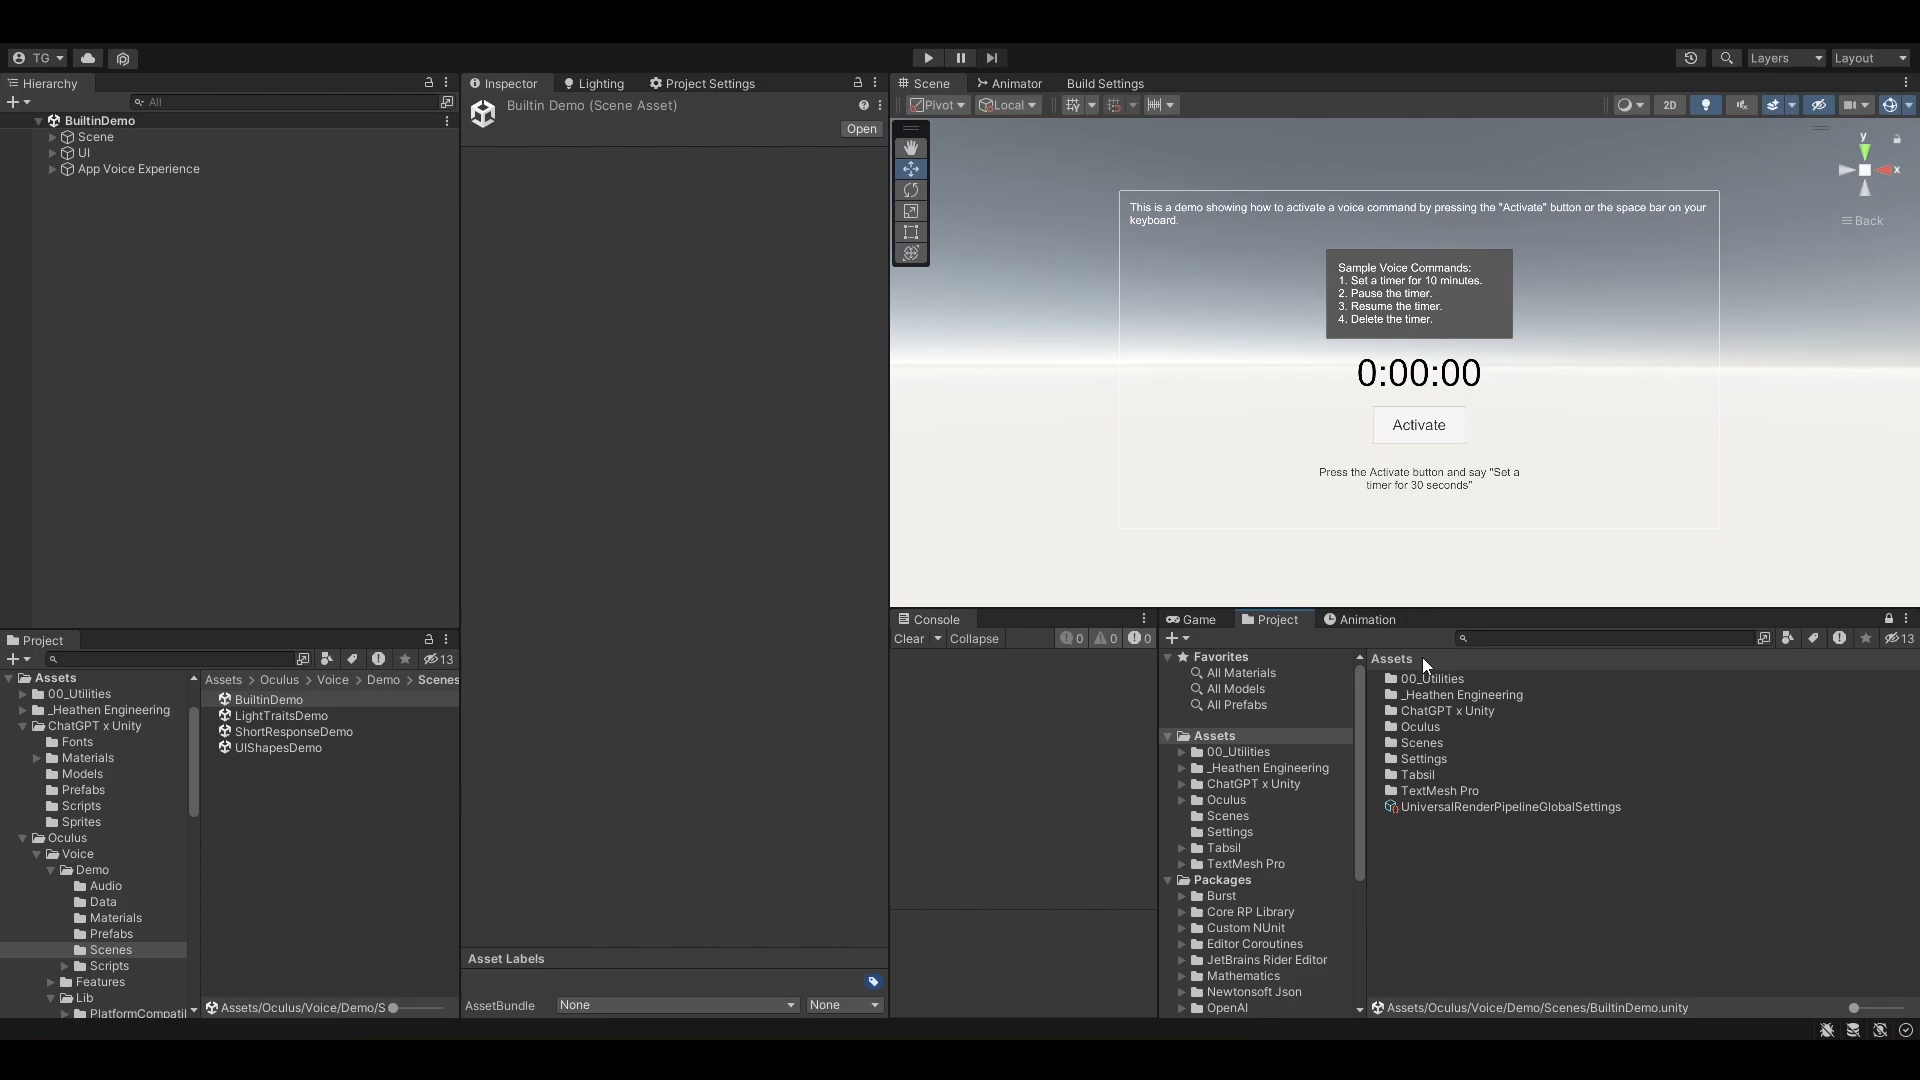 TG
Layers
Layout
Hierarchy
All
BuiltinDemo
Scene
UI
App Voice Experience
Inspector
Lighting
Project Settings
Builtin Demo (Scene Asset)
Open
Scene
Animator
Build Settings
Pivot
Local
2D
y
x
Back
This is a demo showing how to activate a voice command by pressing the "Activate" button or the space bar on your
keyboard.
Sample Voice Commands:
1. Set a timer for 10 minutes.
2. Pause the timer.
3. Resume the timer.
4. Delete the timer.
0:00:00
Activate
Press the Activate button and say "Set a
timer for 30 seconds"
Project
13
Assets
00_Utilities
_Heathen Engineering
ChatGPT x Unity
Fonts
Materials
Models
Prefabs
Scripts
Sprites
Oculus
Voice
Demo
Audio
Data
Materials
Prefabs
Scenes
Scripts
Features
Lib
PlatformCompati
Assets > Oculus > Voice > Demo > Scenes
BuiltinDemo
LightTraitsDemo
ShortResponseDemo
UIShapesDemo
Assets/Oculus/Voice/Demo/S
Asset Labels
AssetBundle
None
None
Console
Clear
Collapse
0
0
0
Game
Project
Animation
13
Favorites
All Materials
All Models
All Prefabs
Assets
00_Utilities
_Heathen Engineering
ChatGPT x Unity
Oculus
Scenes
Settings
Tabsil
TextMesh Pro
Packages
Burst
Core RP Library
Custom NUnit
Editor Coroutines
JetBrains Rider Editor
Mathematics
Newtonsoft Json
OpenAI
Assets
00_Utilities
_Heathen Engineering
ChatGPT x Unity
Oculus
Scenes
Settings
Tabsil
TextMesh Pro
UniversalRenderPipelineGlobalSettings
Assets/Oculus/Voice/Demo/Scenes/BuiltinDemo.unity